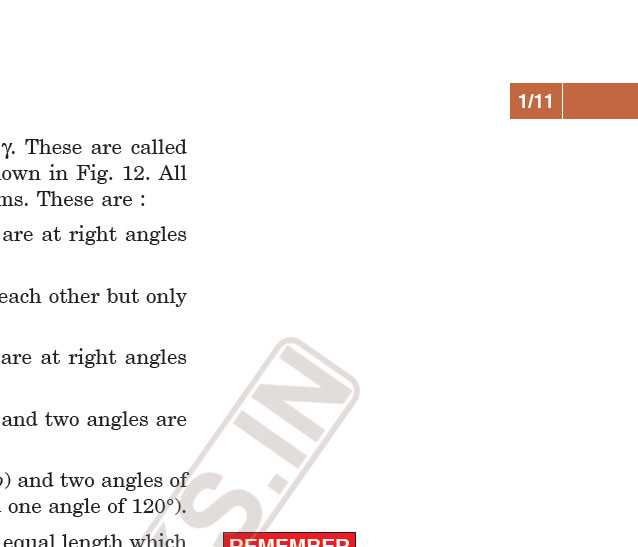 1/11
γ. These are called
own in Fig. 12. All
ms. These are :
are at right angles
each other but only
are at right angles
and two angles are
) and two angles of
one angle of 120°).
equal length which
REMEMBER
S.IN